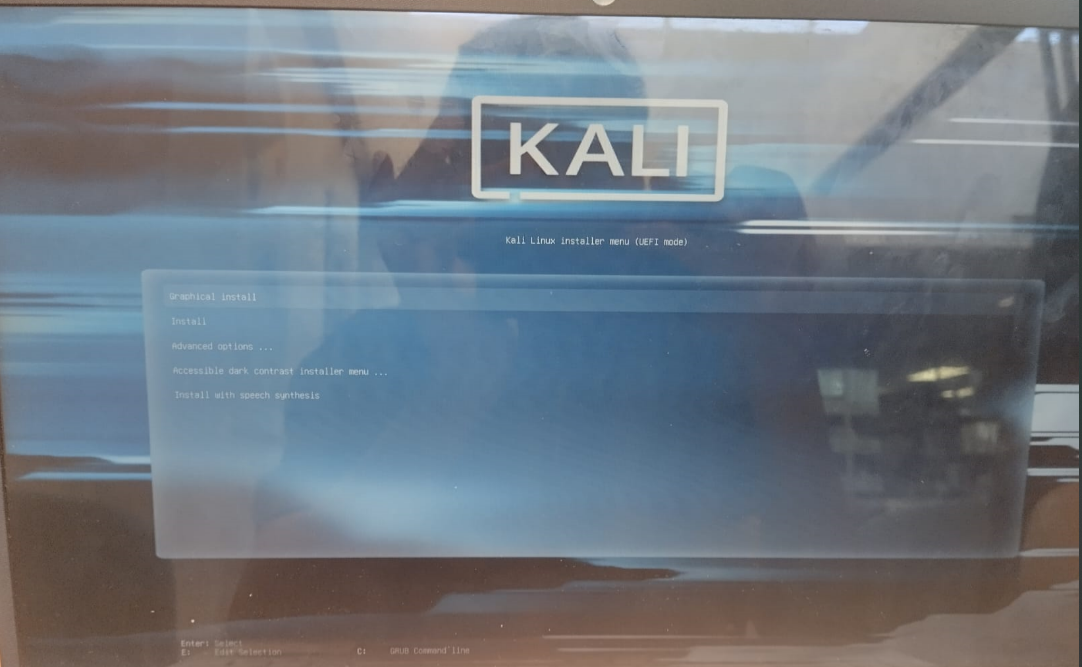 KALI
Kali Linux installer menu (UEFI mode)
Graphical install
Install
Advanced options ...
Accessible dark contrast installer menu ...
Install with speech synthesis
Enter: Select
E: Edit Selection
C: GRUB Command line